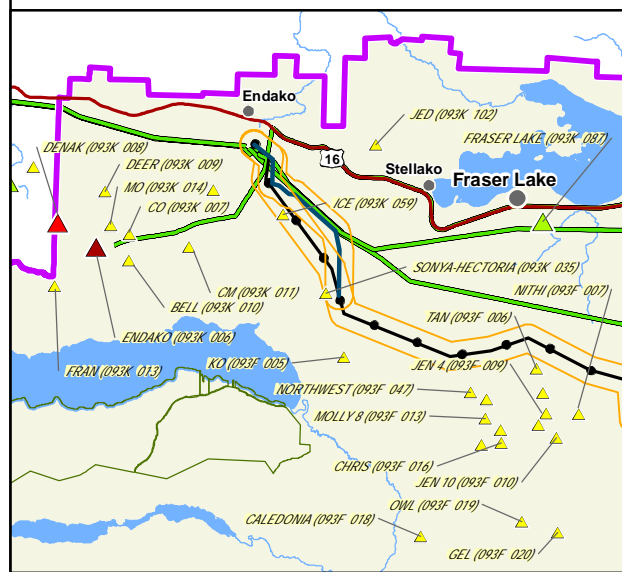 Endako
JED (093K 102)
FRASER LAKE (093K 087)
DENAK (093K 008)
DEER (093K 009)
16
Stellako
Fraser Lake
MO (093K 014)
CO (093K 007)
ICE (093K 059)
SONYA-HECTORIA (093K 035)
CM (093K 011)
NITHI (093F 007)
BELL (093K 010)
TAN (093F 006)
ENDAKO (093K 006)
KO (093F 005)
JEN 4 (093F 009)
FRAN (093K 013)
NORTHWEST (093F 047)
MOLLY 8 (093F 013)
CHRIS (093F 016)
JEN 10 (093F 010)
OWL (093F 019)
CALEDONIA (093F 018)
GEL (093F 020)